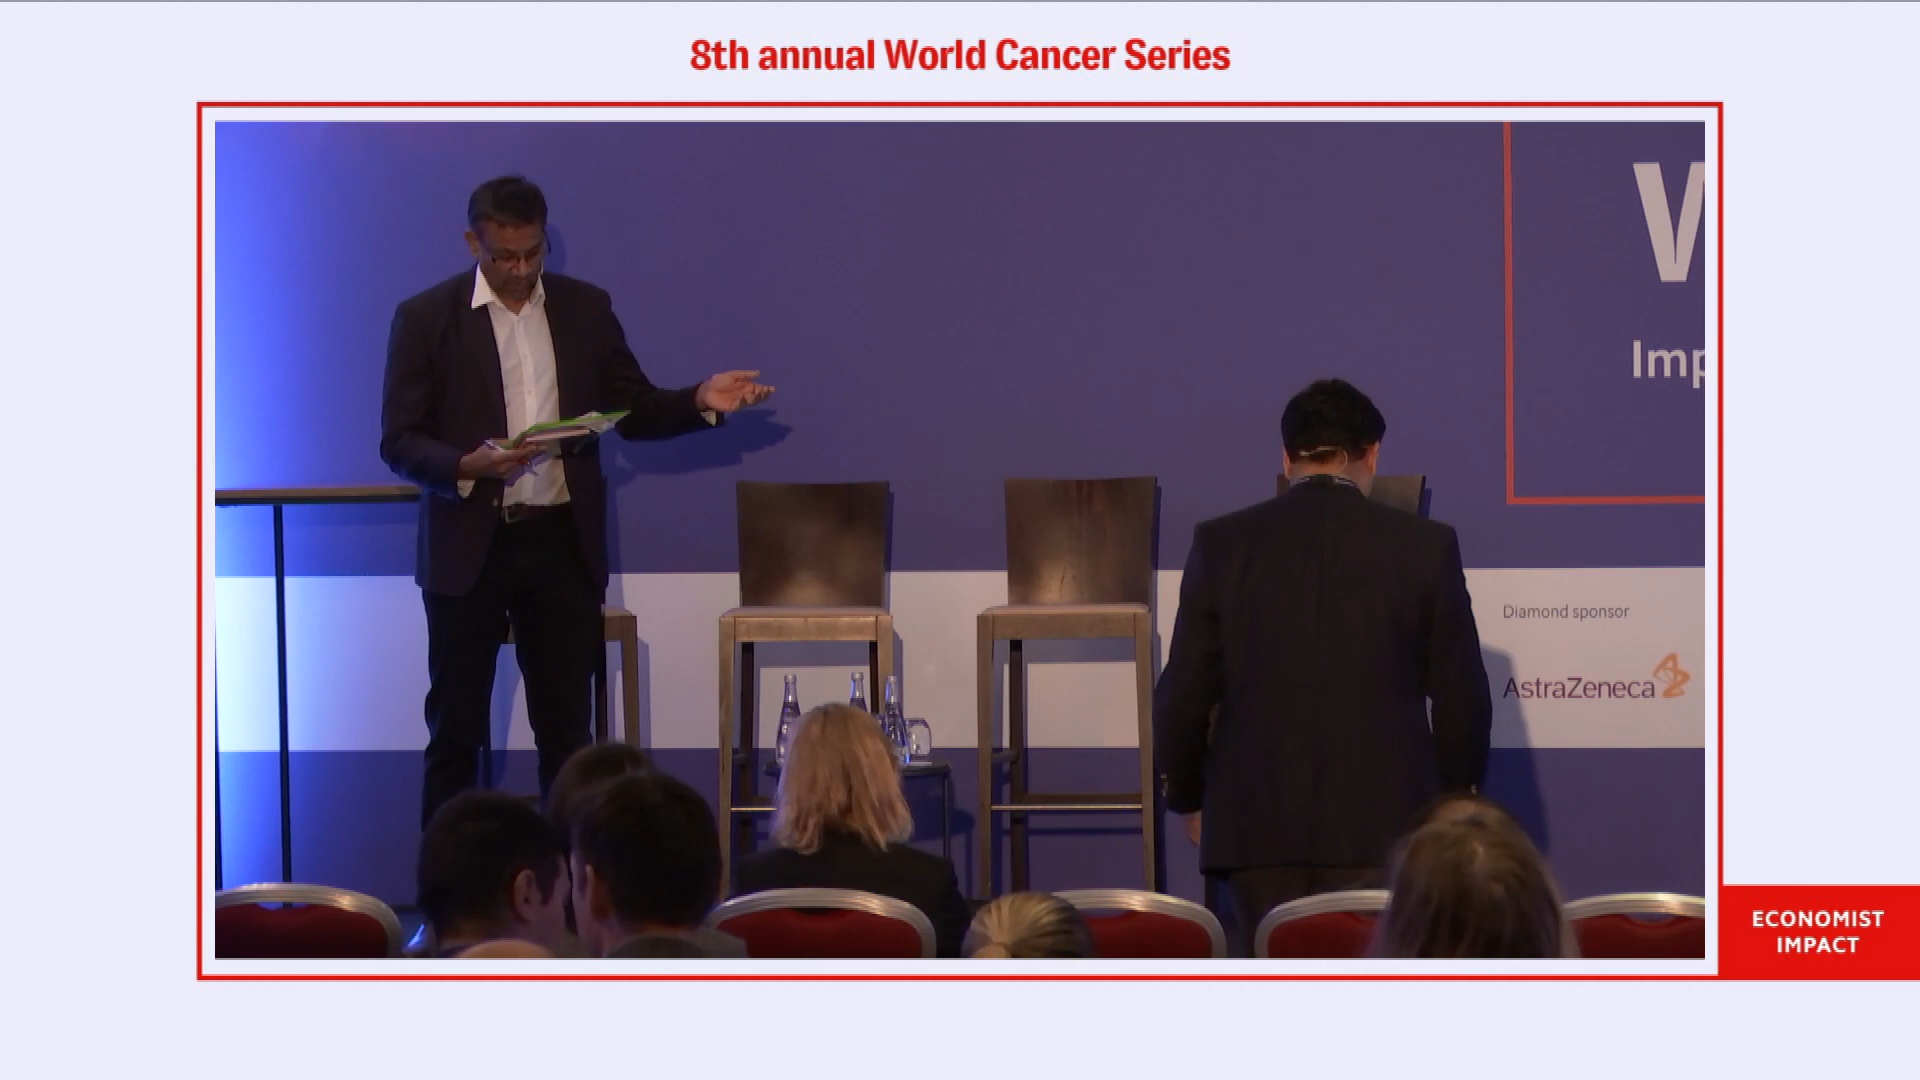 8th annual World Cancer Series
W
Imp
Diamond sponsor
AstraZeneca
ECONOMIST
IMPACT